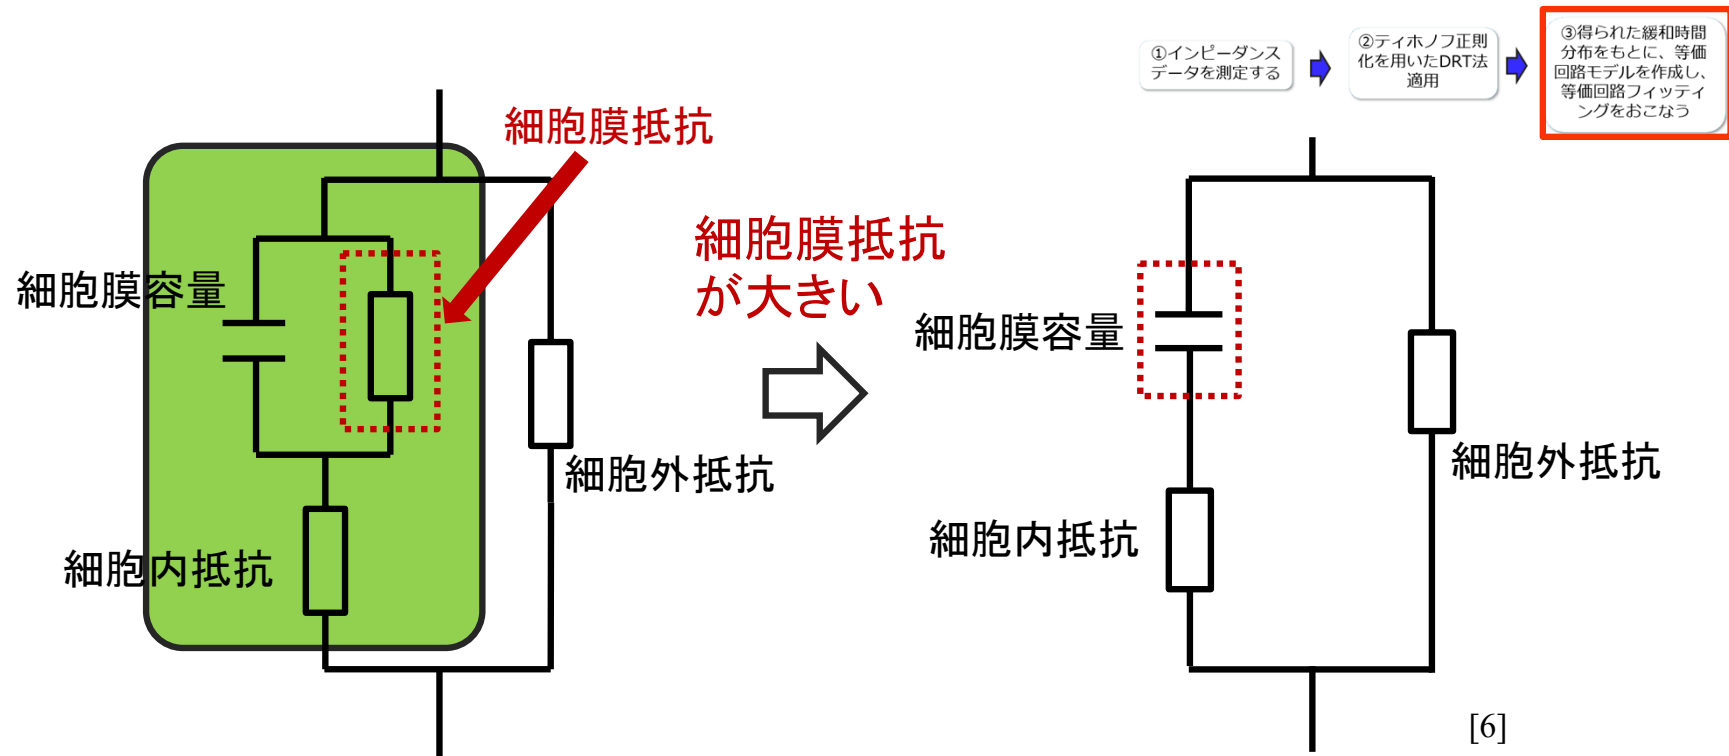 ①インピーダンス
データを測定する
②ティホノフ正則
化を用いたDRT法
適用
③得られた緩和時間
分布をもとに、等価
回路モデルを作成し、
等価回路フィッティ
ングをおこなう
細胞膜抵抗
細胞膜容量
細胞外抵抗
細胞内抵抗
細胞膜抵抗
が大きい
細胞膜容量
細胞外抵抗
細胞内抵抗
[6]